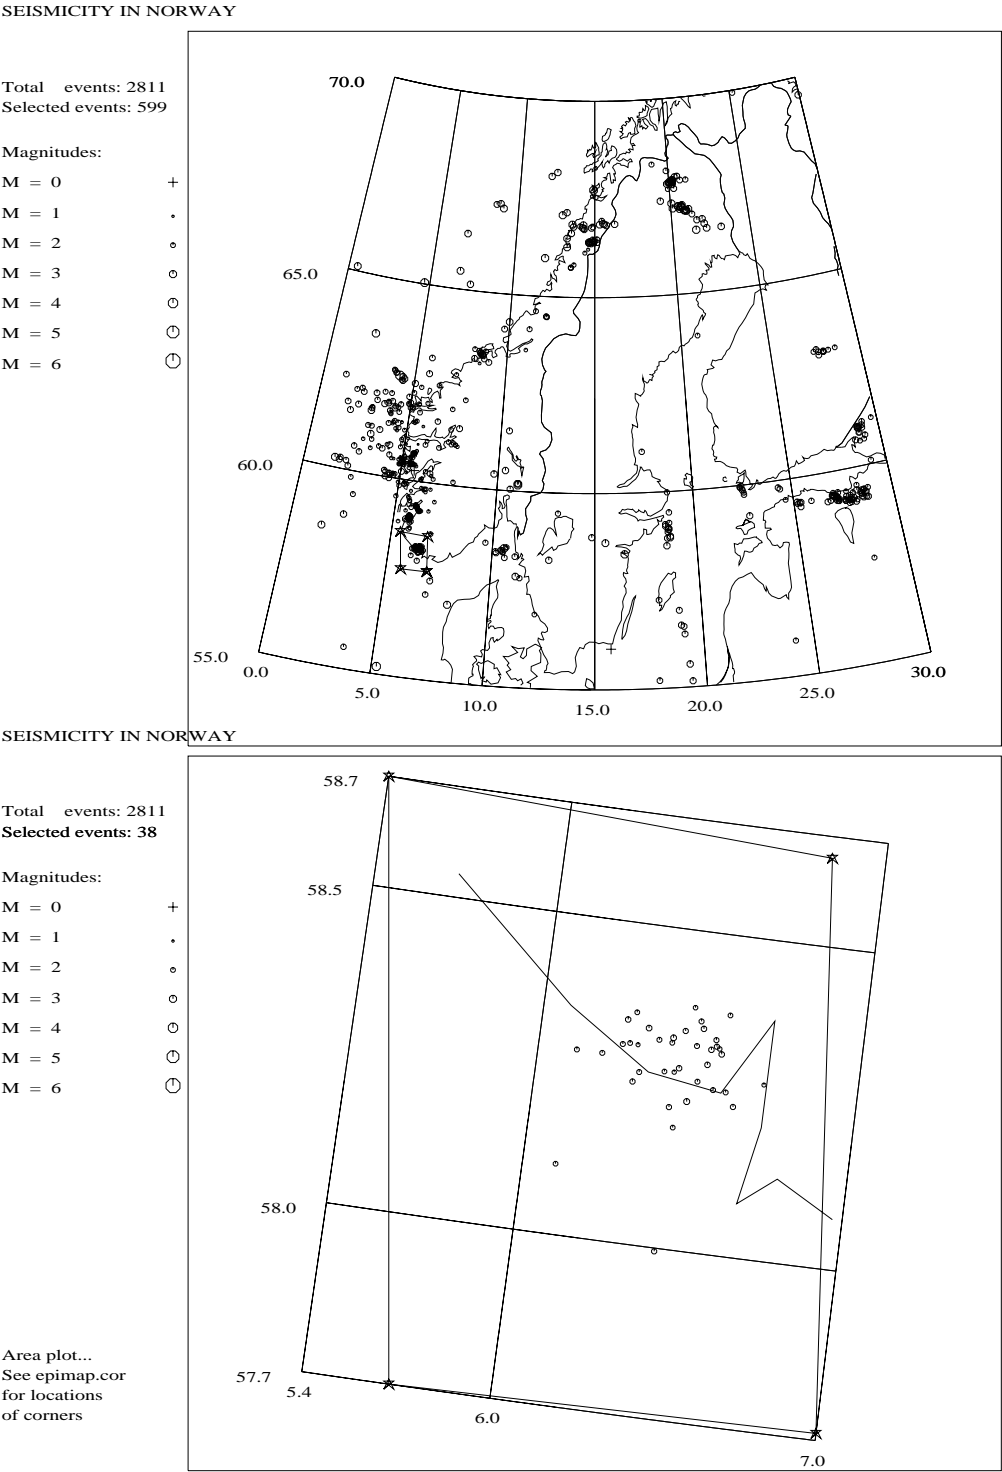 SEISMICITY IN NORWAY
Total events: 2811
Selected events: 599
Magnitudes:
M = 0
M = 1
M = 2
M = 3
M = 4
M = 5
M = 6
70.0
65.0
60.0
55.0
0.0
5.0
10.0
15.0
20.0
25.0
30.0
SEISMICITY IN NORWAY
Total events: 2811
Selected events: 38
Magnitudes:
M = 0
M = 1
M = 2
M = 3
M = 4
M = 5
M = 6
Area plot...
See epimap.cor
for locations
of corners
58.7
58.5
58.0
57.7
5.4
6.0
7.0